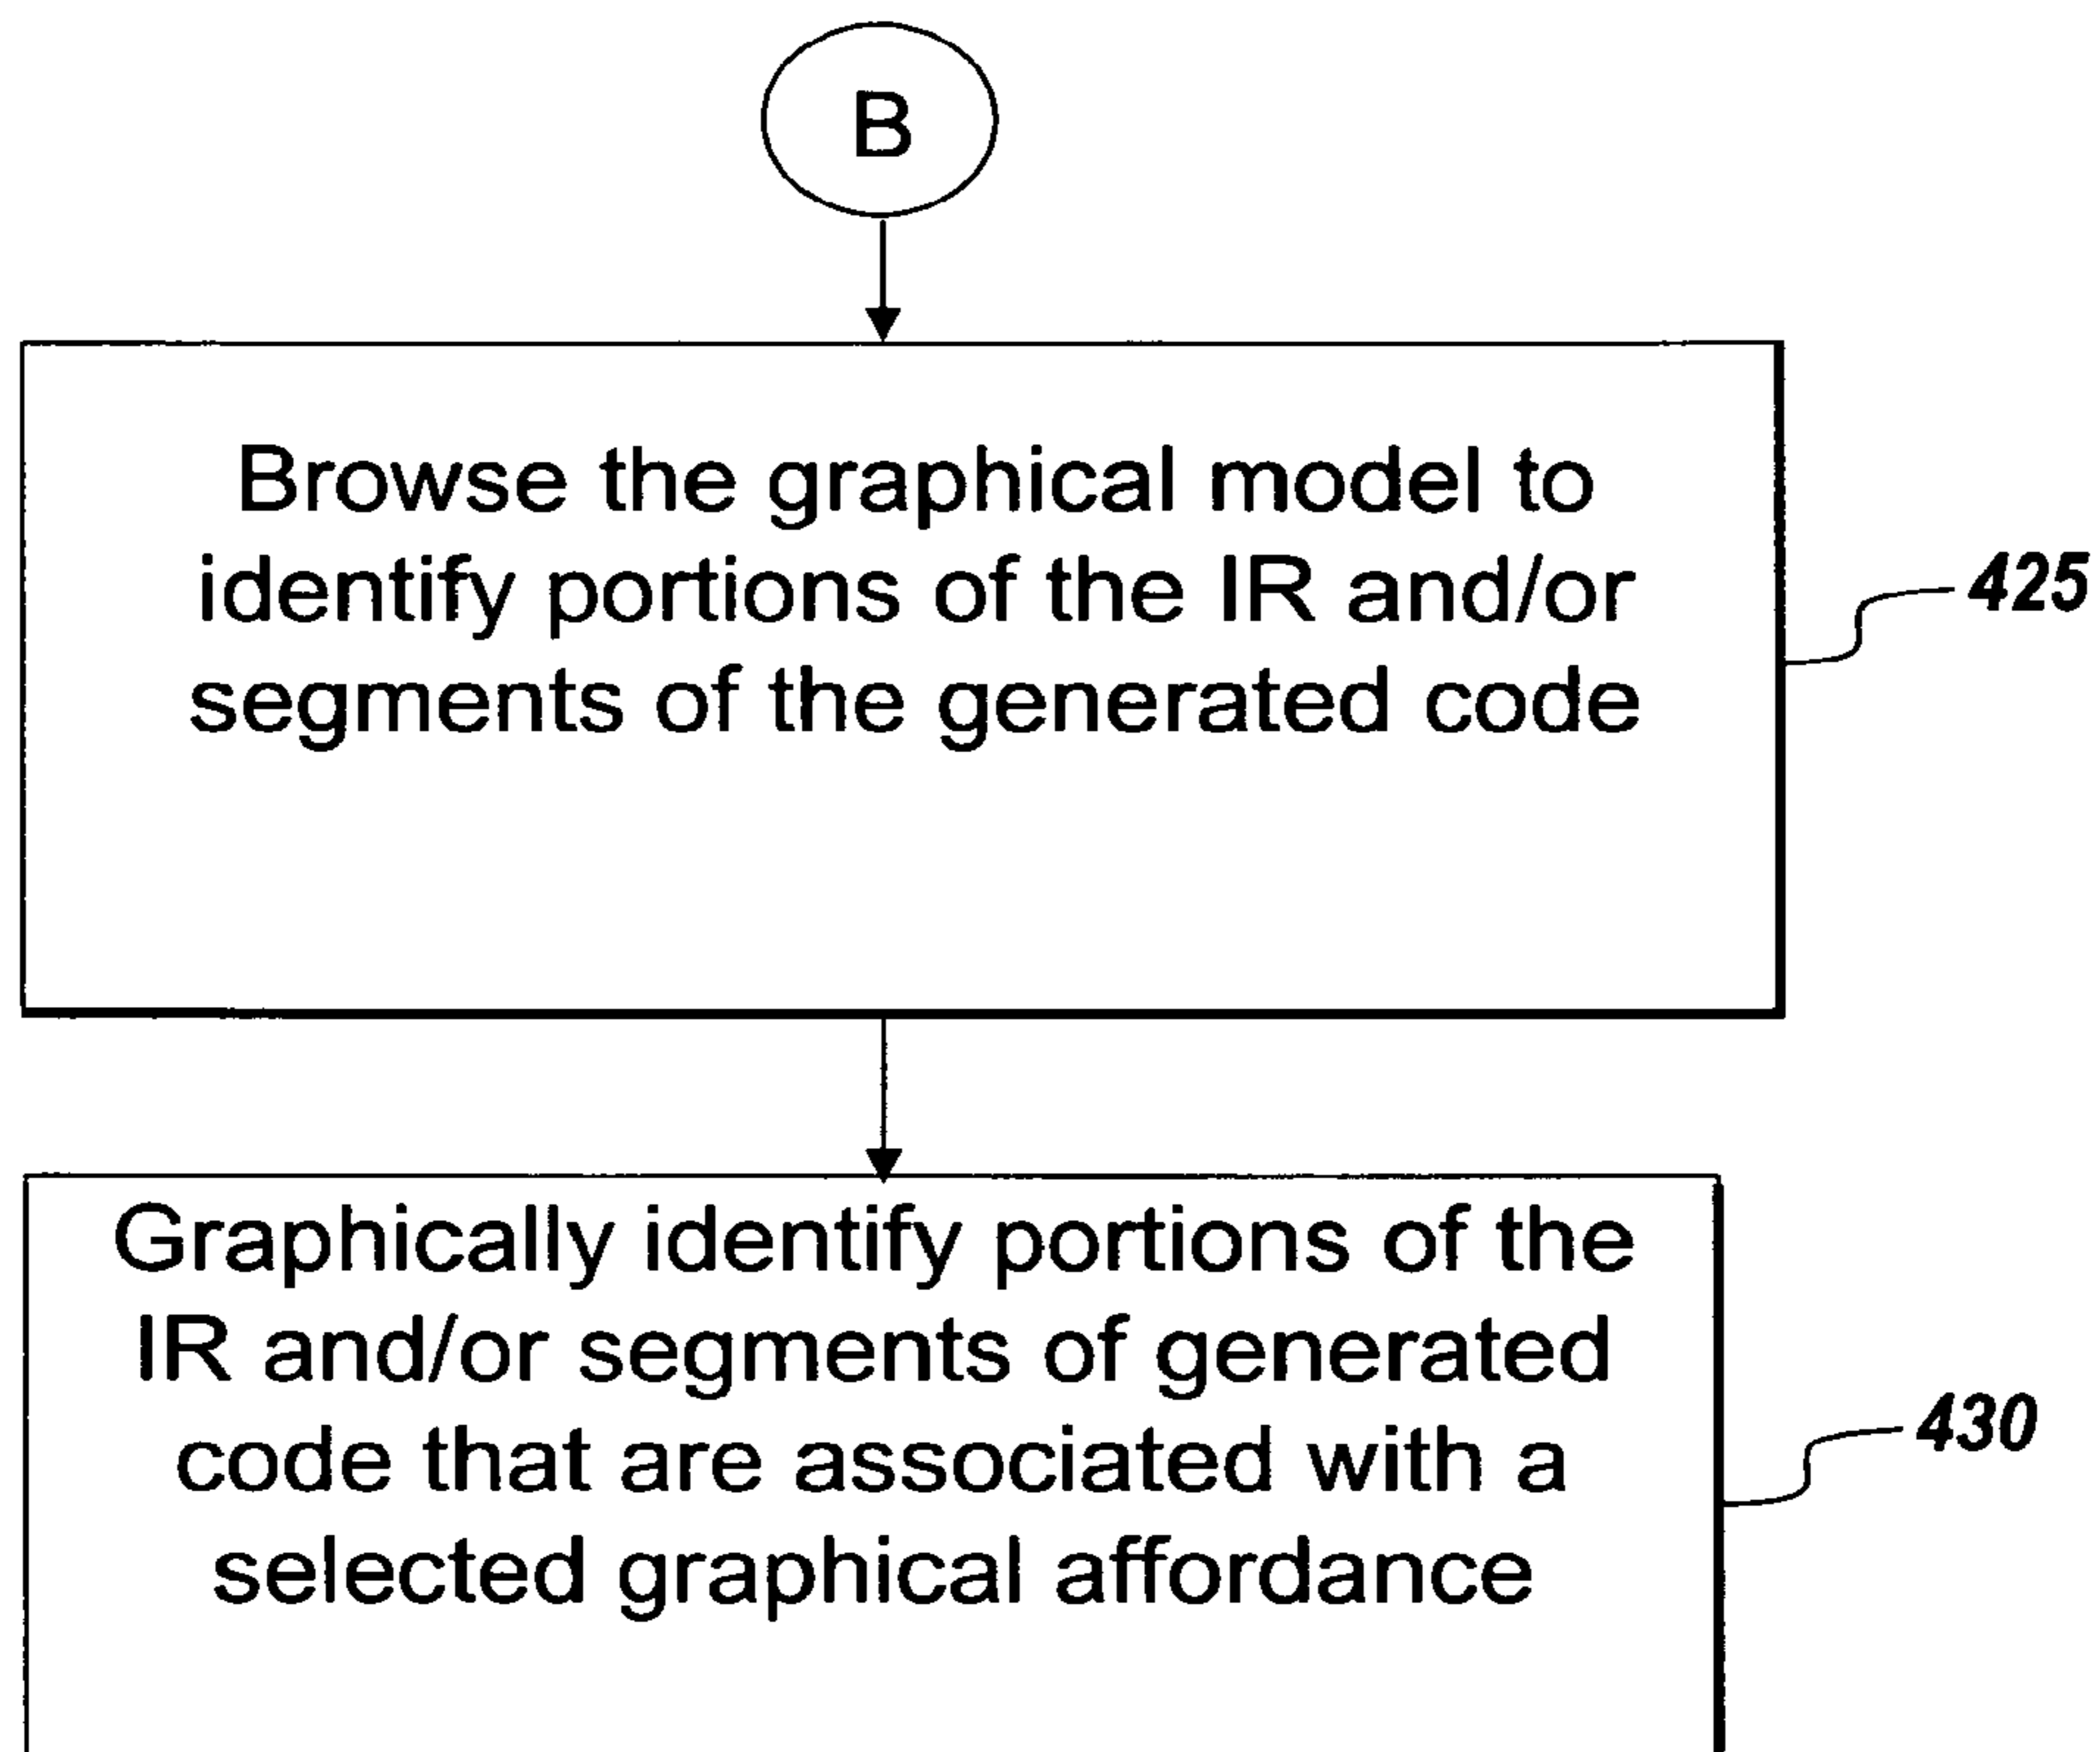 B
Browse the graphical model to
identify portions of the IR and/or
segments of the generated code
425
Graphically identify portions of the
IR and/or segments of generated
code that are associated with a
selected graphical affordance
430